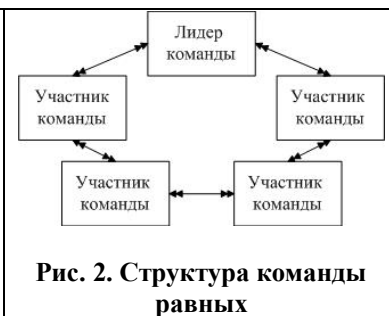 Лидер
команды
Участник
команды
Участник
команды
Участник
команды
Участник
команды
Рис. 2. Структура команды
равных